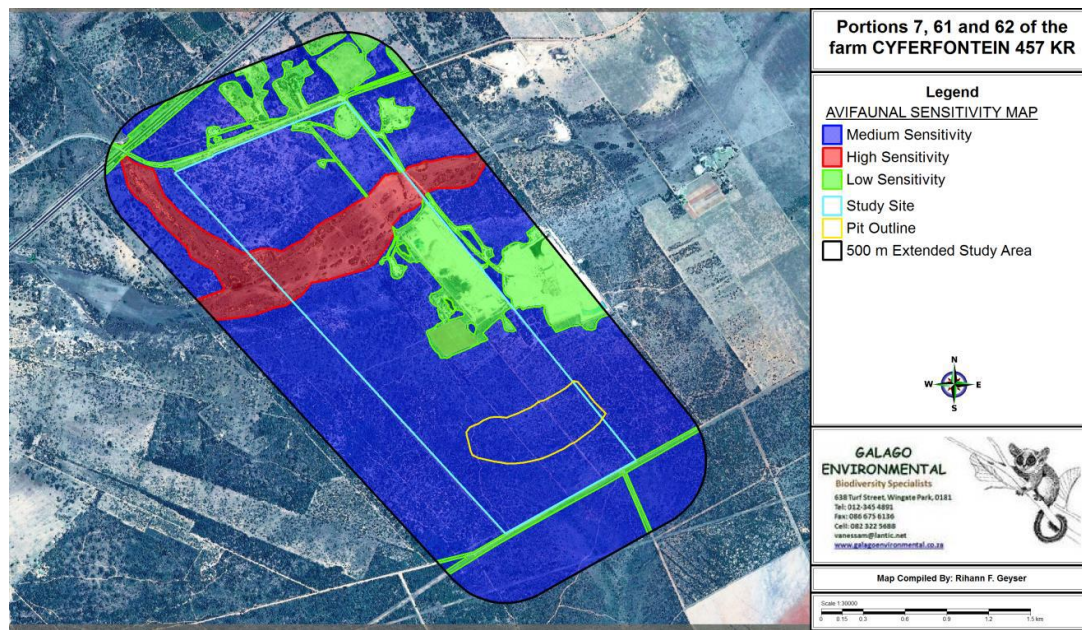 Portions 7, 61 and 62 of the
farm CYFERFONTEIN 457 KR
Legend
AVIFAUNAL SENSITIVITY MAP
Medium Sensitivity
High Sensitivity
Low Sensitivity
Study Site
Pit Outline
500 m Extended Study Area
N
W E
S
GALAGO
ENVIRONMENTAL
Biodiversity Specialists
638 Turf Street, Wingate Park, 0181
Tel: 012-345 4891
Fax: 086 675 6136
Cell: 082 322 5688
vanessam@lantic.net
www.galagoenvironmental.co.za
Map Compiled By: Rihann F. Geyser
Scale 1:30000
0 0.15 0.3 0.6 0.9 1.2 1.5 km